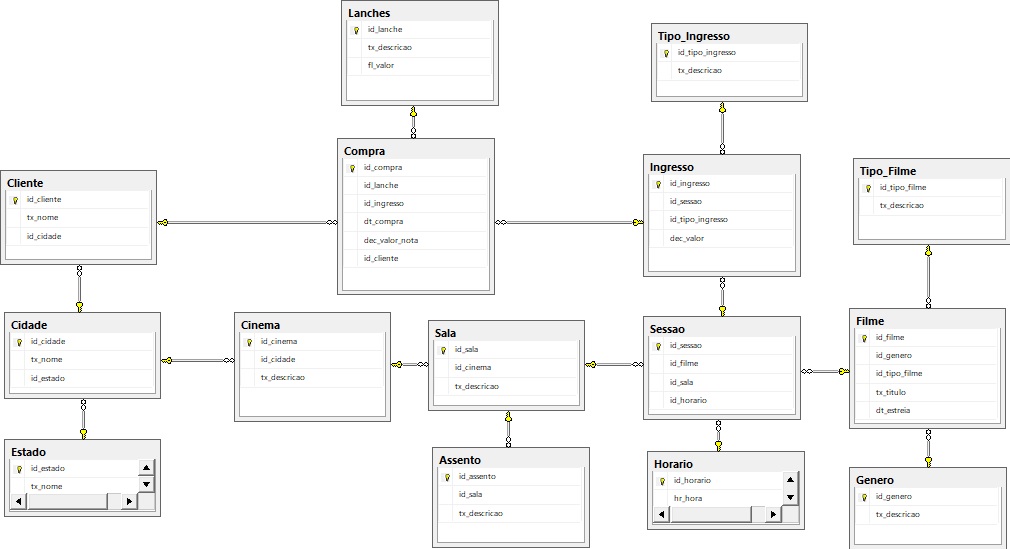 Lanches
id_lanche
tx_descricao
fl_valor
Tipo_Ingresso
id_tipo_ingresso
tx_descricao
Compra
id_compra
id_lanche
id_ingresso
dt_compra
dec_valor_nota
id_cliente
Ingresso
id_ingresso
id_sessao
id_tipo_ingresso
dec_valor
Tipo_Filme
id_tipo_filme
tx_descricao
Cliente
id_cliente
tx_nome
id_cidade
Cidade
id_cidade
tx_nome
id_estado
Cinema
id_cinema
id_cidade
tx_descricao
Sala
id_sala
id_cinema
tx_descricao
Sessao
id_sessao
id_filme
id_sala
id_horario
Filme
id_filme
id_genero
id_tipo_filme
tx_titulo
dt_estreia
Estado
id_estado
tx_nome
Assento
id_assento
id_sala
tx_descricao
Horario
id_horario
hr_hora
Genero
id_genero
tx_descricao